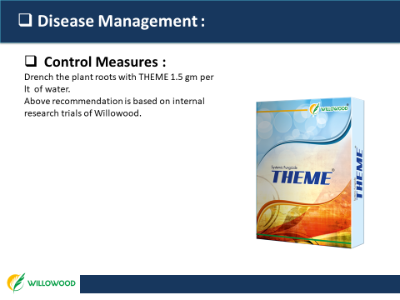 Disease Management :
Control Measures :
Drench the plant roots with THEME 1.5 gm per
lt of water.
Above recommendation is based on internal
research trials of Willowood.
WILLOWOOD
Systemic Fungicide
THEME®
THEME
WILLOWOOD